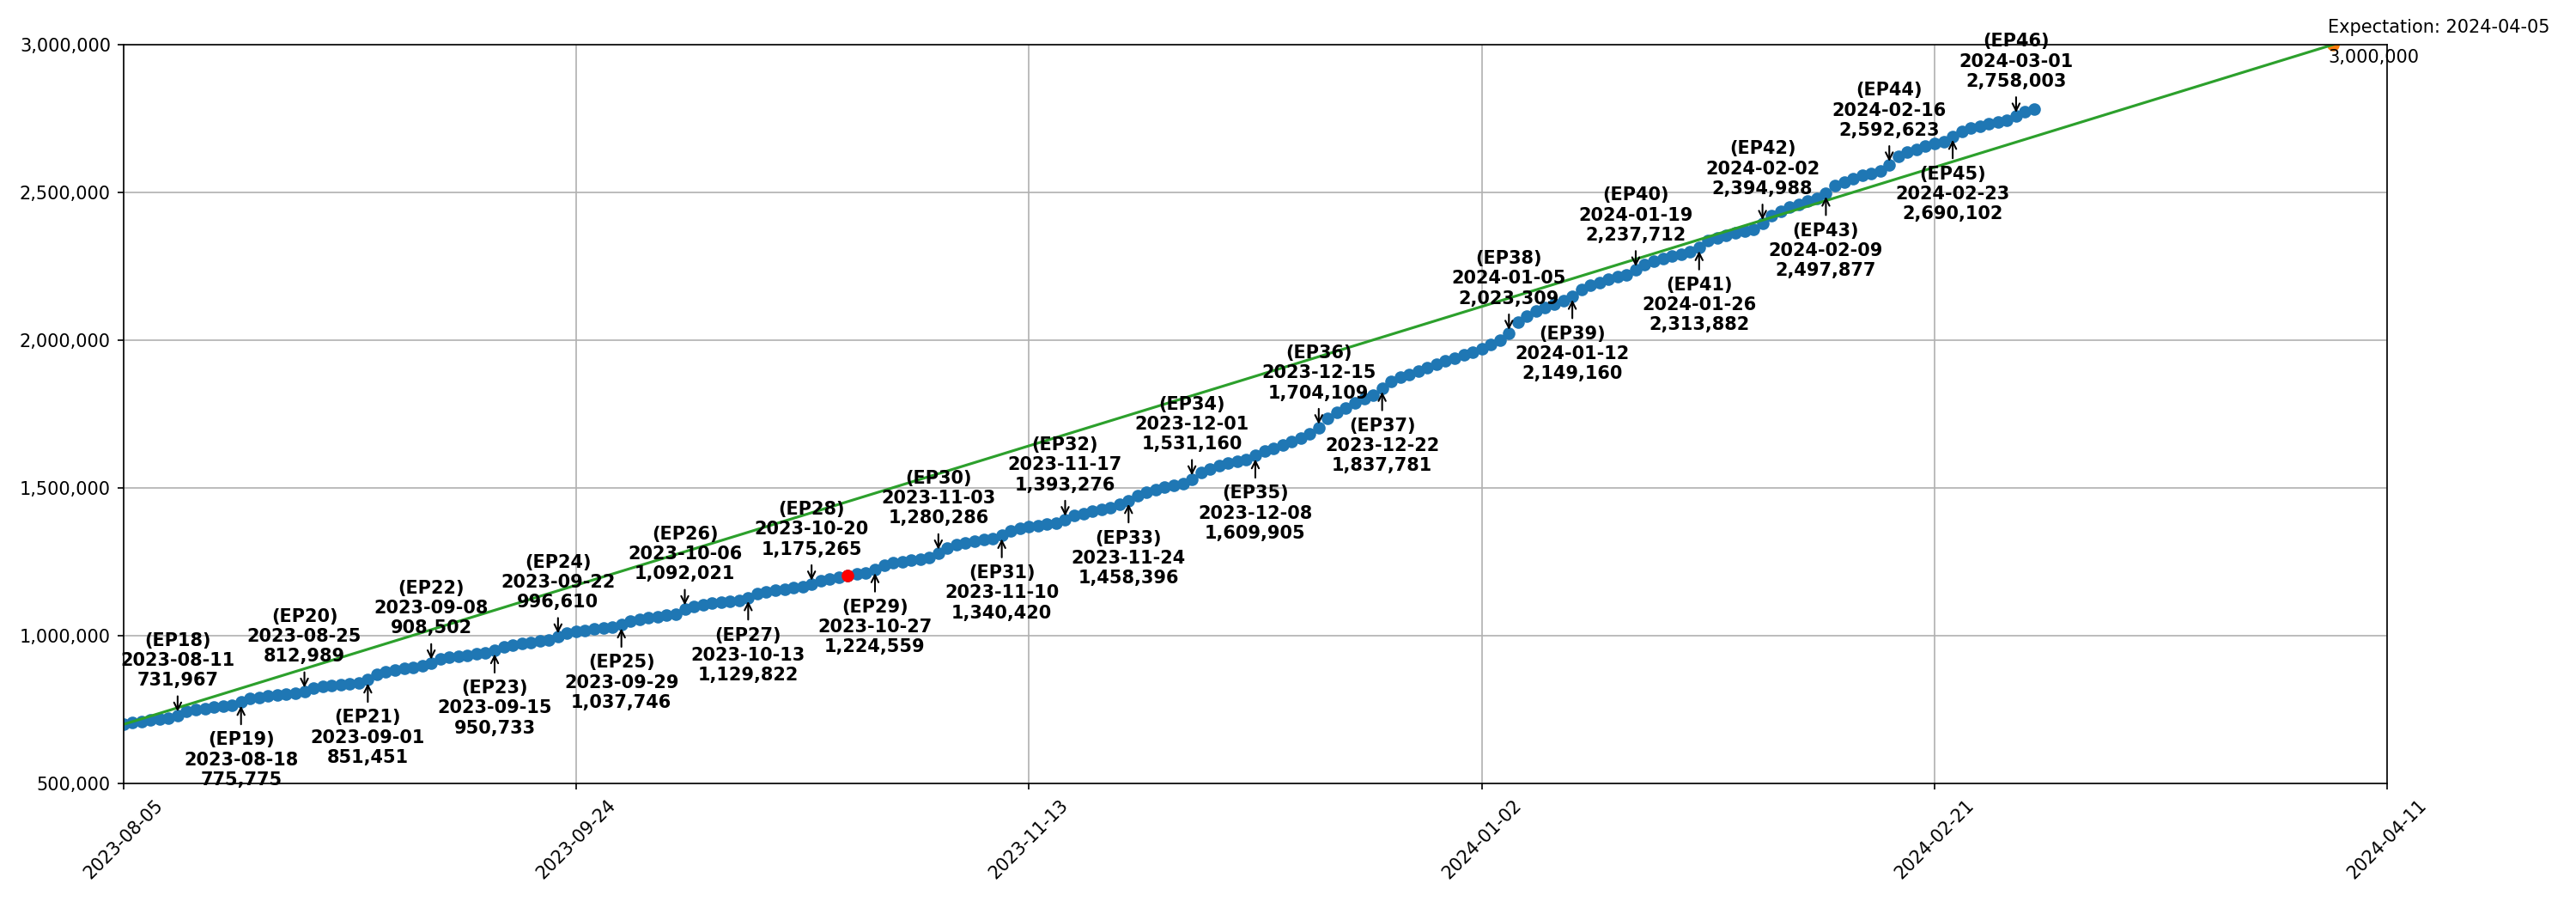 Expectation: 2024-04-05
3,000,000
3,000,000
2,500,000
2,000,000
1,500,000
1,000,000
500,000
(EP18)
2023-08-11
731,967
(EP19)
2023-08-18
775,775
(EP20)
2023-08-25
812,989
(EP21)
2023-09-01
851,451
(EP22)
2023-09-08
908,502
(EP23)
2023-09-15
950,733
(EP24)
2023-09-22
996,610
(EP25)
2023-09-29
1,037,746
(EP26)
2023-10-06
1,092,021
(EP27)
2023-10-13
1,129,822
(EP28)
2023-10-20
1,175,265
(EP29)
2023-10-27
1,224,559
(EP30)
2023-11-03
1,280,286
(EP31)
2023-11-10
1,340,420
(EP32)
2023-11-17
1,393,276
(EP33)
2023-11-24
1,458,396
(EP34)
2023-12-01
1,531,160
(EP35)
2023-12-08
1,609,905
(EP36)
2023-12-15
1,704,109
(EP37)
2023-12-22
1,837,781
(EP38)
2024-01-05
2,023,309
(EP39)
2024-01-12
2,149,160
(EP40)
2024-01-19
2,237,712
(EP41)
2024-01-26
2,313,882
(EP42)
2024-02-02
2,394,988
(EP43)
2024-02-09
2,497,877
(EP44)
2024-02-16
2,592,623
(EP45)
2024-02-23
2,690,102
(EP46)
2024-03-01
2,758,003
2023-08-05
2023-09-24
2023-11-13
2024-01-02
2024-02-21
2024-04-11